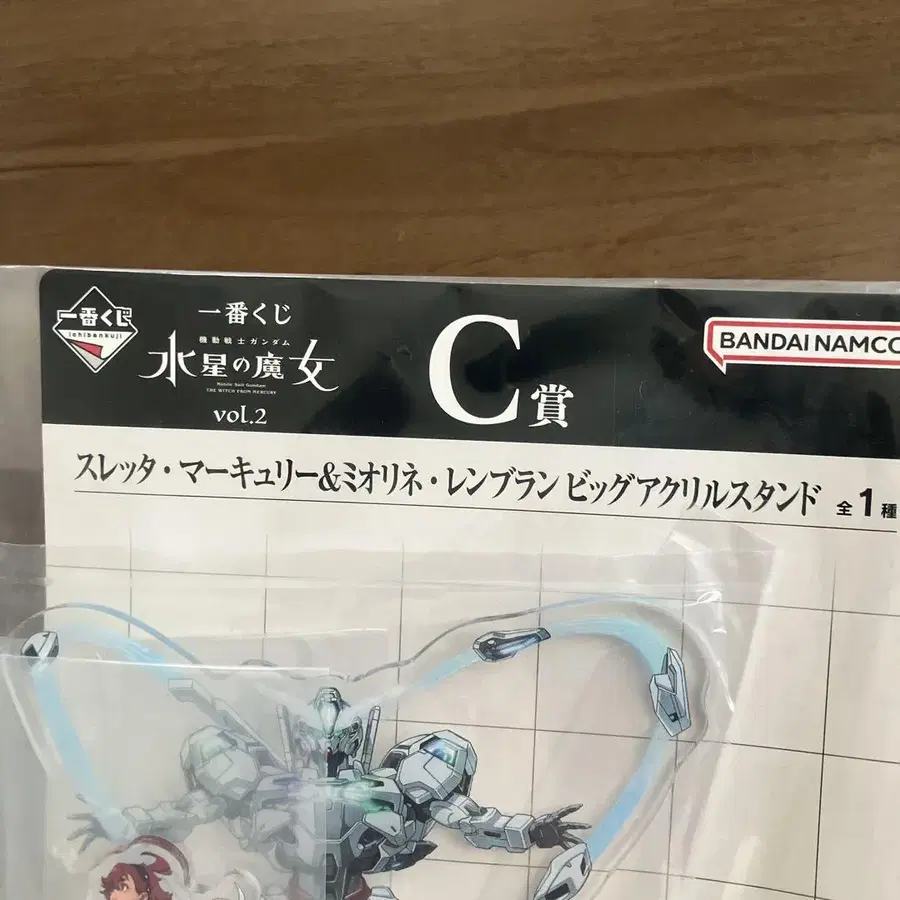 一番くじ
ichibankuji
一番くじ
機動戦士ガンダム
水星の魔女
Mobile Suit Gundam
THE WITCH FROM MERCURY
vol.2
C賞
BANDAI NAMCO
スレッタ・マーキュリー&ミオリネ・レンブラン ビッグアクリルスタンド 全1種